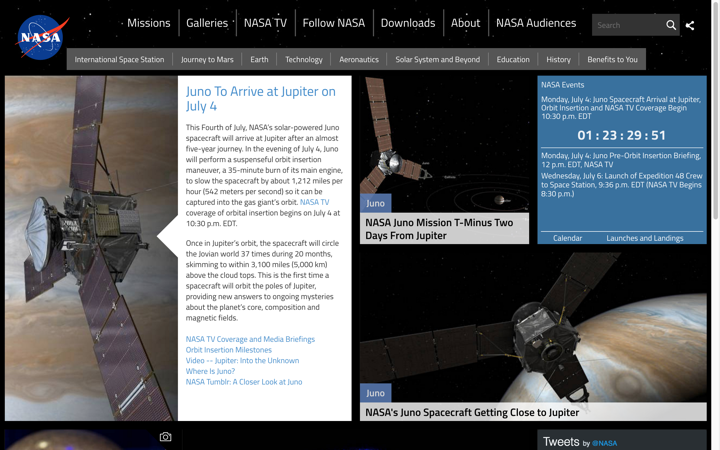 NASA
Missions
Galleries
NASA TV
Follow NASA
Downloads
About
NASA Audiences
Search
International Space Station
Journey to Mars
Earth
Technology
Aeronautics
Solar System and Beyond
Education
History
Benefits to You
Juno To Arrive at Jupiter on
July 4
This Fourth of July, NASA's solar-powered Juno
spacecraft will arrive at Jupiter after an almost
five-year journey. In the evening of July 4, Juno
will perform a suspenseful orbit insertion
maneuver, a 35-minute burn of its main engine,
to slow the spacecraft by about 1,212 miles per
hour (542 meters per second) so it can be
captured into the gas giant's orbit. NASA TV
coverage of orbital insertion begins on July 4 at
10:30 p.m. EDT.
Once in Jupiter's orbit, the spacecraft will circle
the Jovian world 37 times during 20 months,
skimming to within 3,100 miles (5,000 km)
above the cloud tops. This is the first time a
spacecraft will orbit the poles of Jupiter,
providing new answers to ongoing mysteries
about the planet's core, composition and
magnetic fields.
NASA TV Coverage and Media Briefings
Orbit Insertion Milestones
Video -- Jupiter: Into the Unknown
Where Is Juno?
NASA Tumblr: A Closer Look at Juno
Juno
NASA Juno Mission T-Minus Two
Days From Jupiter
NASA Events
Monday, July 4: Juno Spacecraft Arrival at Jupiter,
Orbit Insertion and NASA TV Coverage Begin
10:30 p.m. EDT
01 : 23 : 29 : 51
Monday, July 4: Juno Pre-Orbit Insertion Briefing,
12 p.m. EDT, NASA TV
Wednesday, July 6: Launch of Expedition 48 Crew
to Space Station, 9:36 p.m. EDT (NASA TV Begins
8:30 p.m.)
Calendar
Launches and Landings
Juno
NASA's Juno Spacecraft Getting Close to Jupiter
Tweets by @NASA